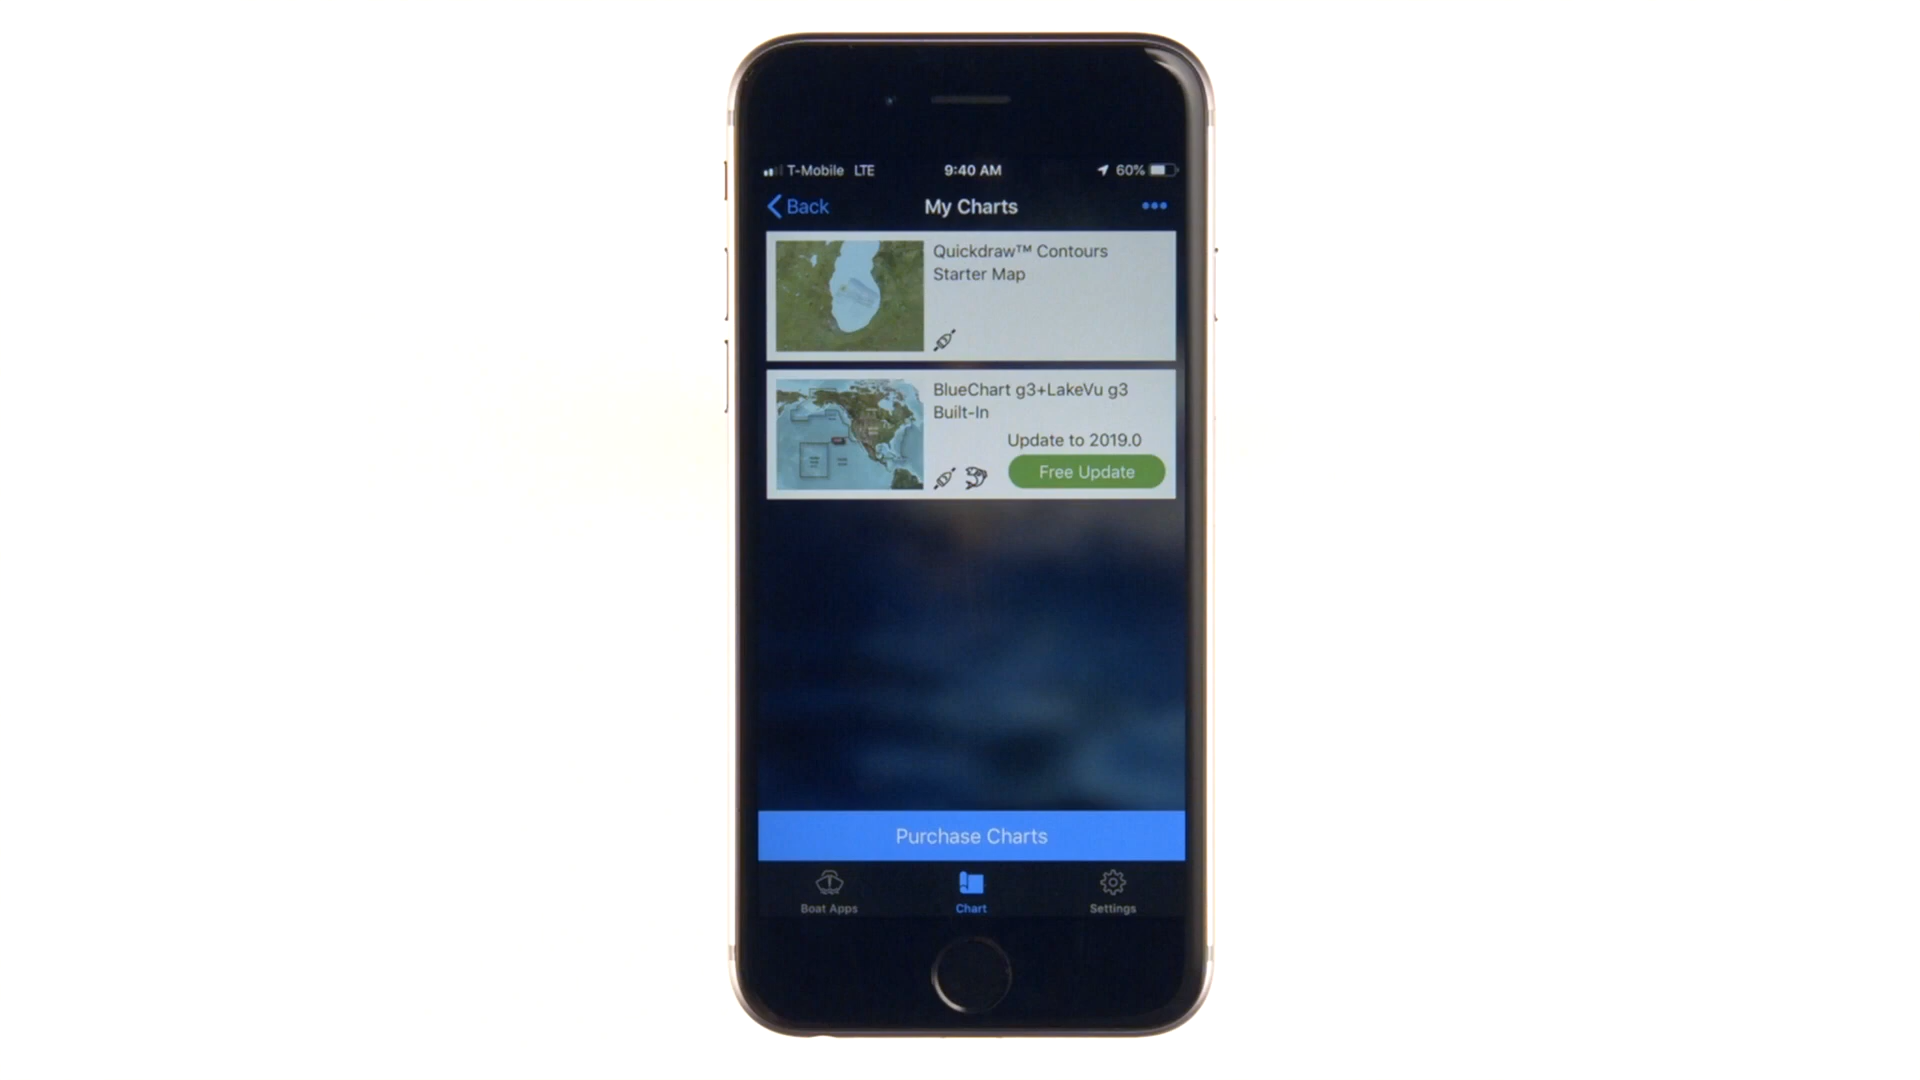 T-Mobile LTE 9:40 AM 60%
Back My Charts
Quickdraw™ Contours
Starter Map
BlueChart g3+LakeVu g3
Built-In
Update to 2019.0
Free Update
Purchase Charts
Boat Apps Chart Settings